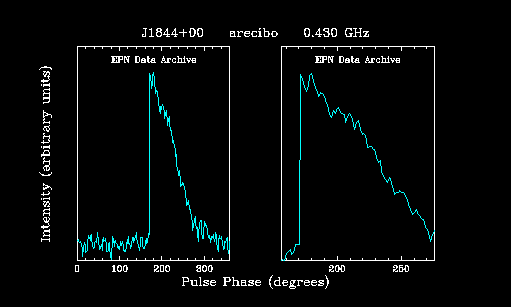 J1844+00 arecibo 0.430 GHz
EPN Data Archive EPN Data Archive
Intensity (arbitrary units)
0 100 200 300 200 250
Pulse Phase (degrees)